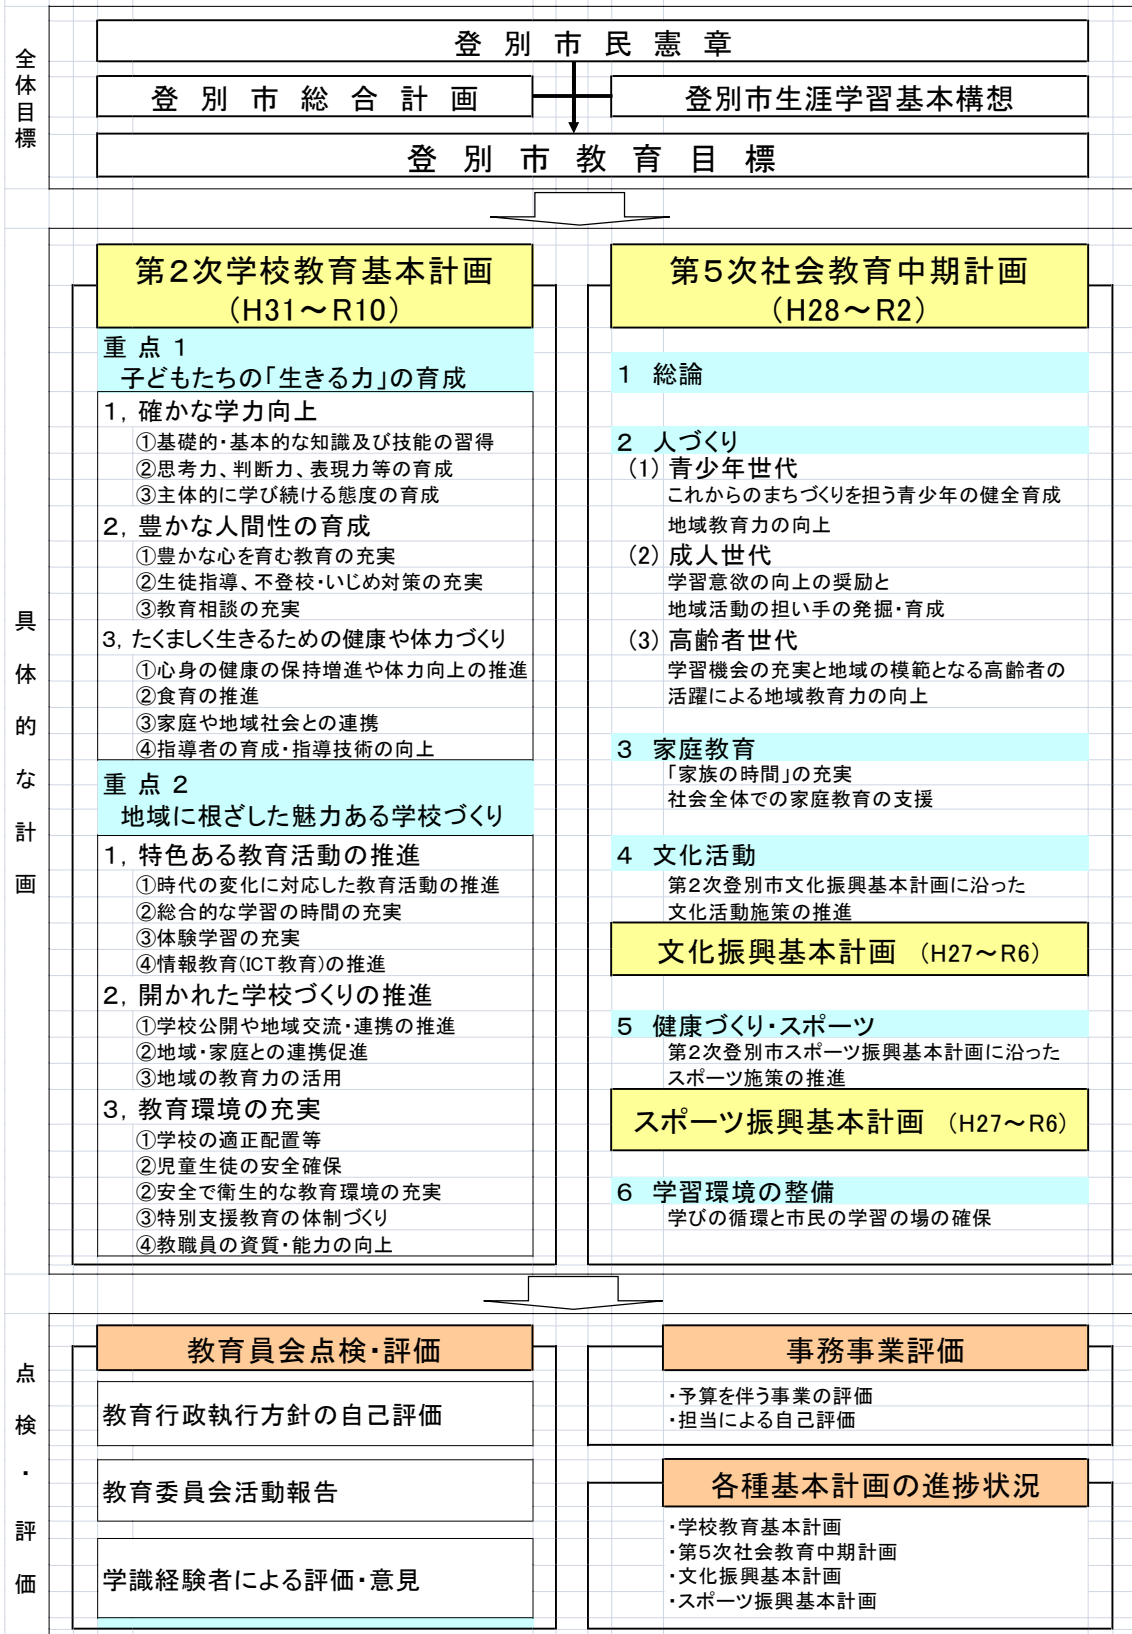 全体目標
登別市民憲章
登別市総合計画
登別市生涯学習基本構想
登別市教育目標
具体的な計画
第2次学校教育基本計画
(H31～R10)
重点 1
子どもたちの「生きる力」の育成
1, 確かな学力向上
①基礎的・基本的な知識及び技能の習得
②思考力、判断力、表現力等の育成
③主体的に学び続ける態度の育成
2, 豊かな人間性の育成
①豊かな心を育む教育の充実
②生徒指導、不登校・いじめ対策の充実
③教育相談の充実
3, たくましく生きるための健康や体力づくり
①心身の健康の保持増進や体力向上の推進
②食育の推進
③家庭や地域社会との連携
④指導者の育成・指導技術の向上
重点 2
地域に根ざした魅力ある学校づくり
1, 特色ある教育活動の推進
①時代の変化に対応した教育活動の推進
②総合的な学習の時間の充実
③体験学習の充実
④情報教育(ICT教育)の推進
2, 開かれた学校づくりの推進
①学校公開や地域交流・連携の推進
②地域・家庭との連携促進
③地域の教育力の活用
3, 教育環境の充実
①学校の適正配置等
②児童生徒の安全確保
②安全で衛生的な教育環境の充実
③特別支援教育の体制づくり
④教職員の資質・能力の向上
第5次社会教育中期計画
(H28～R2)
1 総論
2 人づくり
(1) 青少年世代
これからのまちづくりを担う青少年の健全育成
地域教育力の向上
(2) 成人世代
学習意欲の向上の奨励と
地域活動の担い手の発掘・育成
(3) 高齢者世代
学習機会の充実と地域の模範となる高齢者の
活躍による地域教育力の向上
3 家庭教育
「家族の時間」の充実
社会全体での家庭教育の支援
4 文化活動
第2次登別市文化振興基本計画に沿った
文化活動施策の推進
文化振興基本計画 (H27～R6)
5 健康づくり・スポーツ
第2次登別市スポーツ振興基本計画に沿った
スポーツ施策の推進
スポーツ振興基本計画 (H27～R6)
6 学習環境の整備
学びの循環と市民の学習の場の確保
点検・評価
教育員会点検・評価
教育行政執行方針の自己評価
教育委員会活動報告
学識経験者による評価・意見
事務事業評価
・予算を伴う事業の評価
・担当による自己評価
各種基本計画の進捗状況
・学校教育基本計画
・第5次社会教育中期計画
・文化振興基本計画
・スポーツ振興基本計画